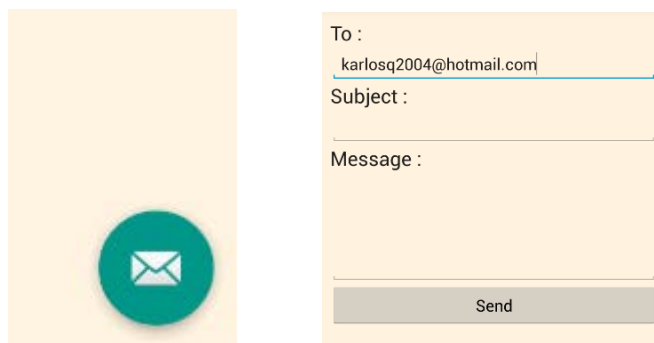 To :
karlosq2004@hotmail.com
Subject :
Message :
Send